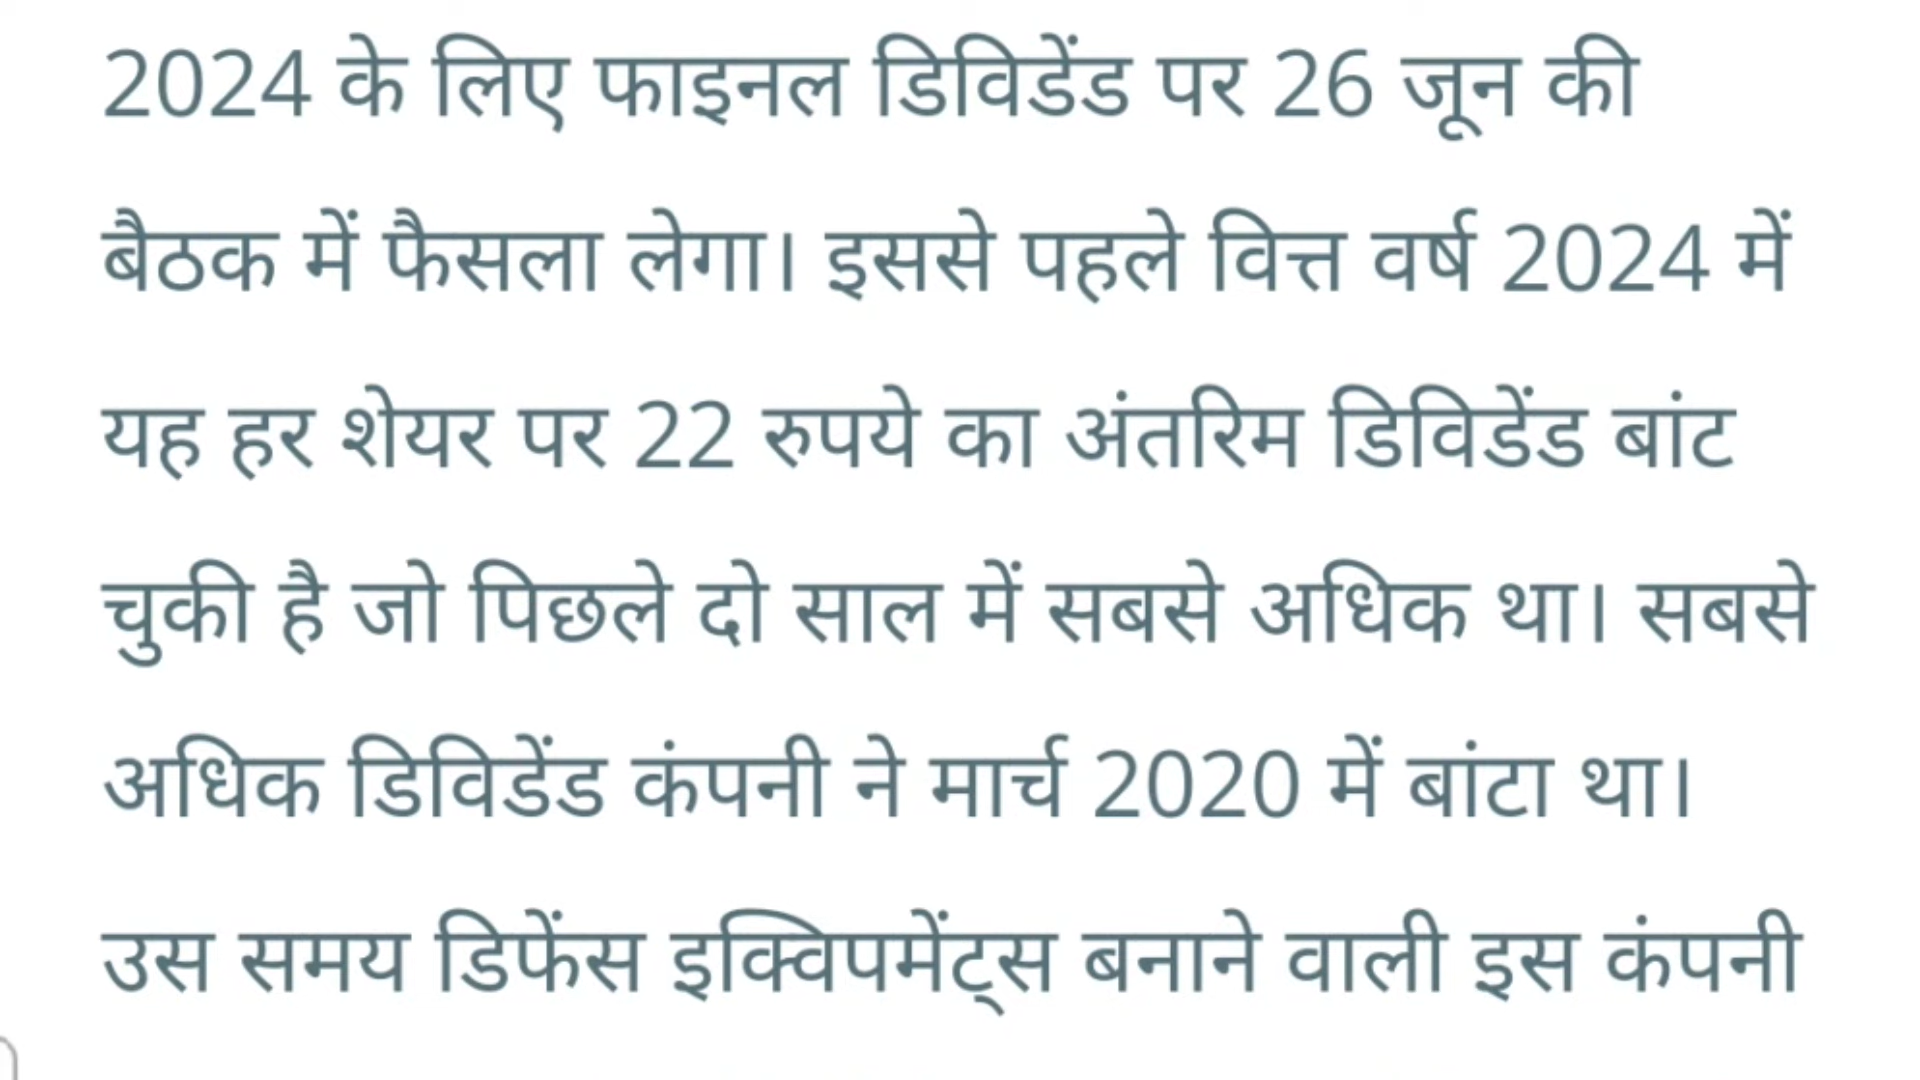 2024 के लिए फाइनल डिविडेंड पर 26 जून की
बैठक में फैसला लेगा। इससे पहले वित्त वर्ष 2024 में
यह हर शेयर पर 22 रुपये का अंतरिम डिविडेंड बांट
चुकी है जो पिछले दो साल में सबसे अधिक था। सबसे
अधिक डिविडेंड कंपनी ने मार्च 2020 में बांटा था।
उस समय डिफेंस इक्विपमेंट्स बनाने वाली इस कंपनी